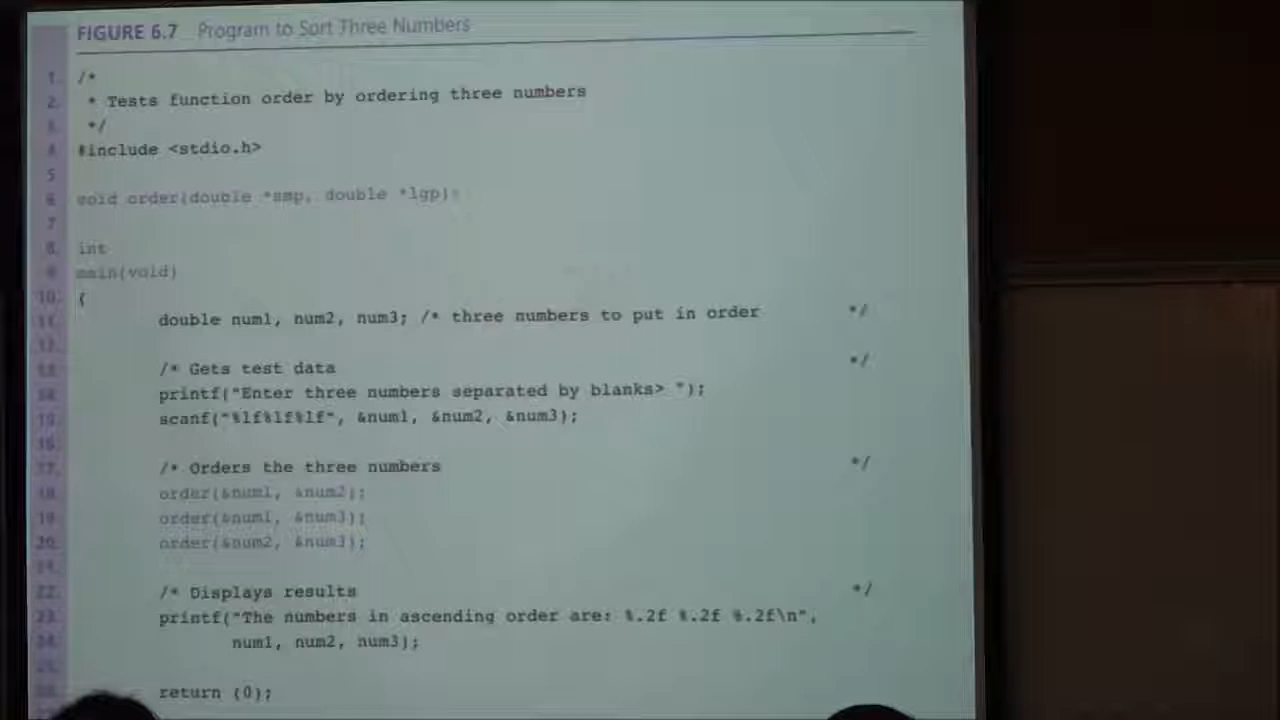 FIGURE 6.7 Program to Sort Three Numbers
1. /*
2. * Tests function order by ordering three numbers
3. */
4. #include <stdio.h>
5.
6. void order(double *smp, double *lgp);
7.
8. int
9. main(void)
10. {
11. double num1, num2, num3; /* three numbers to put in order */
12.
13. /* Gets test data */
14. printf("Enter three numbers separated by blanks> ");
15. scanf("%lf%lf%lf", &num1, &num2, &num3);
16.
17. /* Orders the three numbers */
18. order(&num1, &num2);
19. order(&num1, &num3);
20. order(&num2, &num3);
21.
22. /* Displays results */
23. printf("The numbers in ascending order are: %.2f %.2f %.2f\n",
24. num1, num2, num3);
25.
26. return (0);